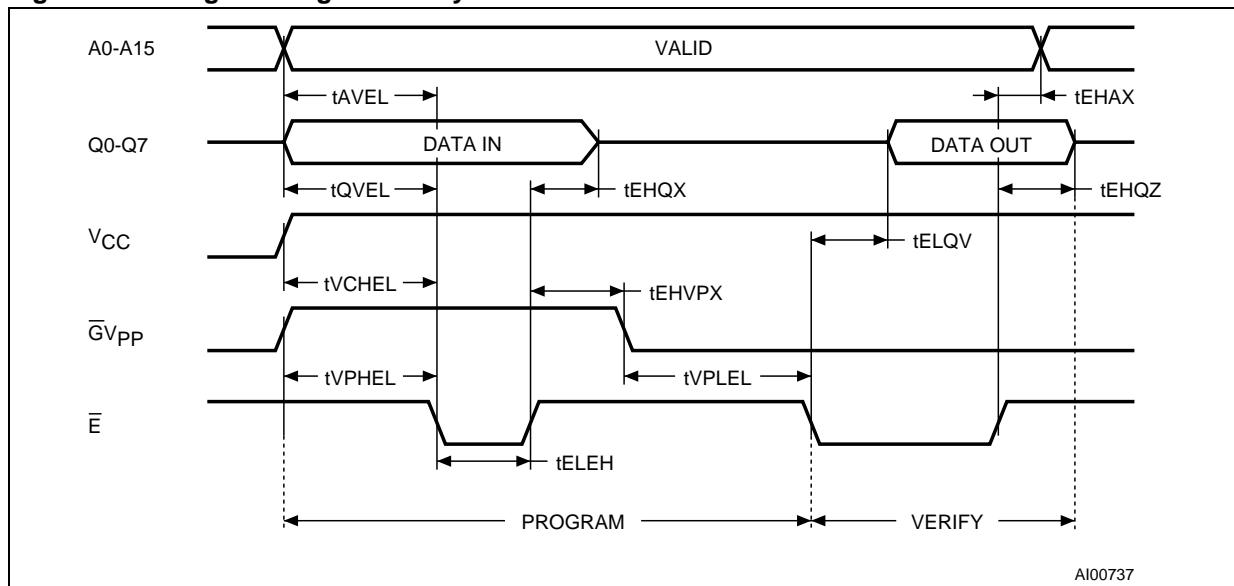 A0-A15
VALID
tAVEL
tEHAX
Q0-Q7
DATA IN
DATA OUT
tQVEL
tEHQX
tEHQZ
VCC
tELQV
tVCHEL
tEHVPX
G̅VPP
tVPHEL
tVPLEL
E̅
tELEH
PROGRAM
VERIFY
AI00737